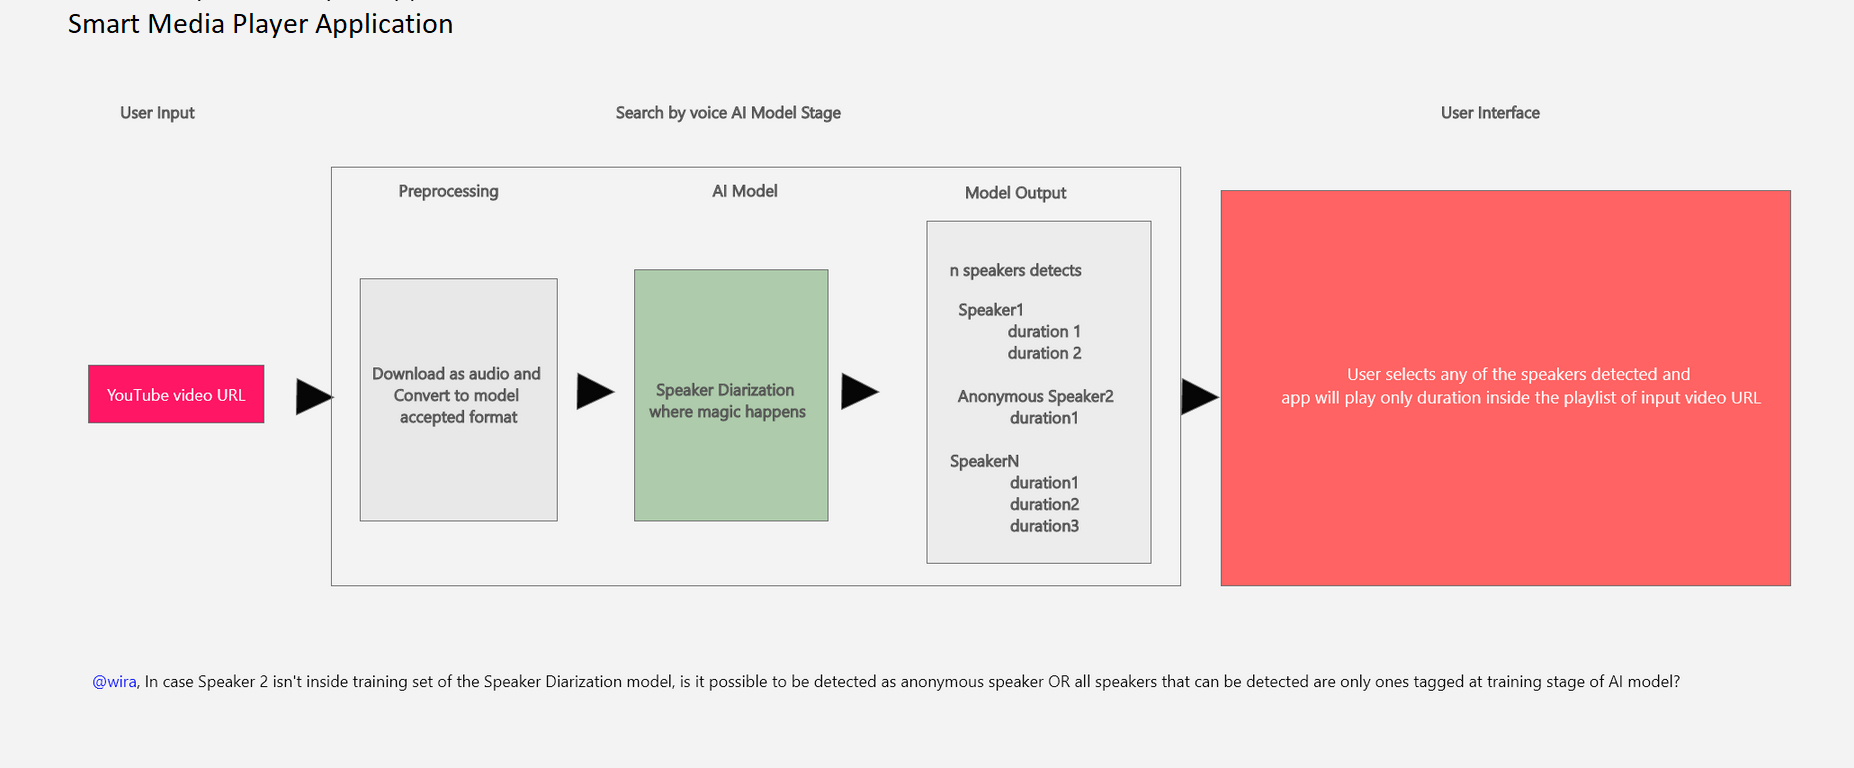 Smart Media Player Application
User Input
Search by voice AI Model Stage
User Interface
Preprocessing
AI Model
Model Output
YouTube video URL
Download as audio and
Convert to model
accepted format
Speaker Diarization
where magic happens
n speakers detects
Speaker1
duration 1
duration 2
Anonymous Speaker2
duration1
SpeakerN
duration1
duration2
duration3
User selects any of the speakers detected and
app will play only duration inside the playlist of input video URL
@wira, In case Speaker 2 isn't inside training set of the Speaker Diarization model, is it possible to be detected as anonymous speaker OR all speakers that can be detected are only ones tagged at training stage of AI model?